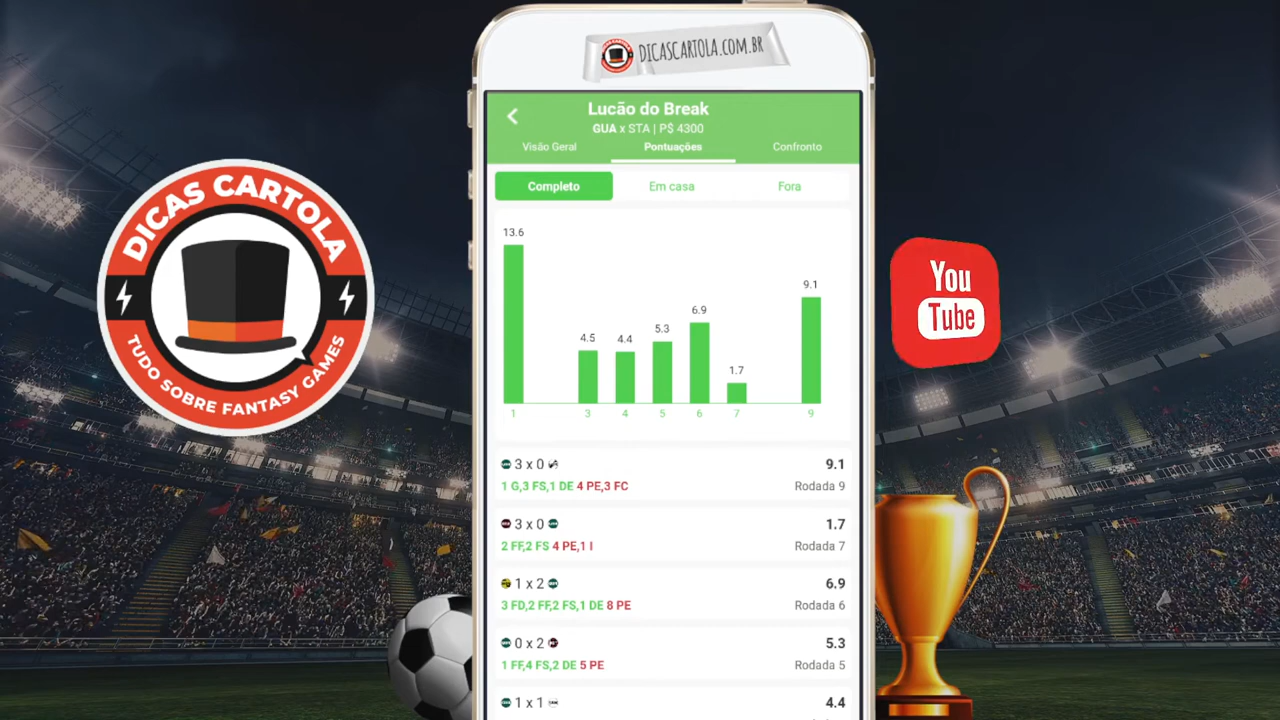 DICASCARTOLA.COM.BR
Lucão do Break
GUA x STA | P$ 4300
Visão Geral Pontuações Confronto
Completo Em casa Fora
13.6
4.5
4.4
5.3
6.9
1.7
9.1
1 3 4 5 6 7 9
3 x 0 9.1
1 G,3 FS,1 DE 4 PE,3 FC Rodada 9
3 x 0 1.7
2 FF,2 FS 4 PE,1 I Rodada 7
1 x 2 6.9
3 FD,2 FF,2 FS,1 DE 8 PE Rodada 6
0 x 2 5.3
1 FF,4 FS,2 DE 5 PE Rodada 5
1 x 1 4.4
DICAS CARTOLA
TUDO SOBRE FANTASY GAMES
You
Tube